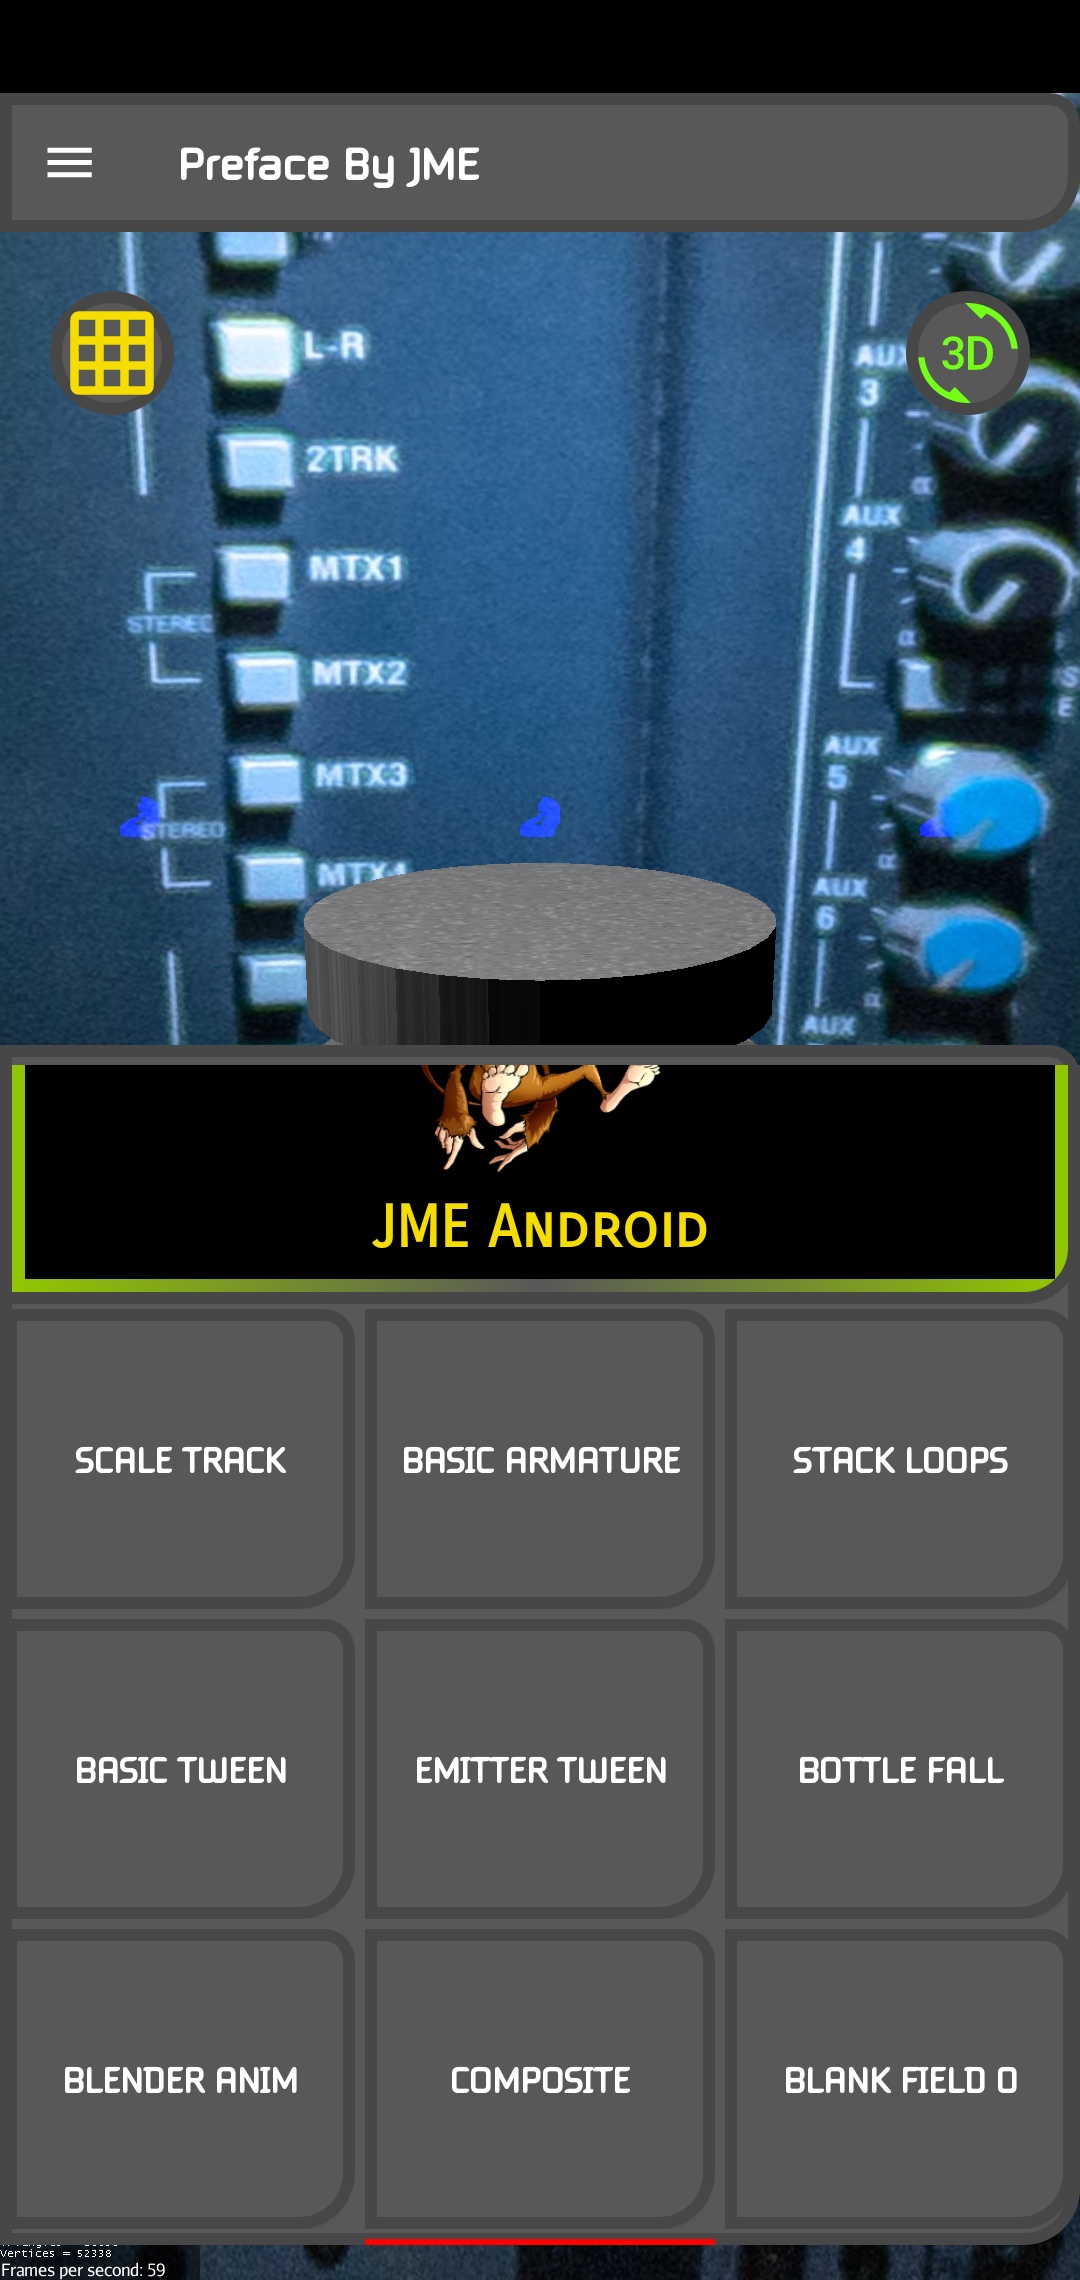 Preface By JME
L-R
3D
AUX
3
2TRK
AUX
4
MTX1
STEREO
MTX2
AUX
5
MTX3
STEREO
MTX4
AUX
6
AUX
JME ANDROID
SCALE TRACK
BASIC ARMATURE
STACK LOOPS
BASIC TWEEN
EMITTER TWEEN
BOTTLE FALL
BLENDER ANIM
COMPOSITE
BLANK FIELD 0
Vertices = 52338
Frames per second: 59